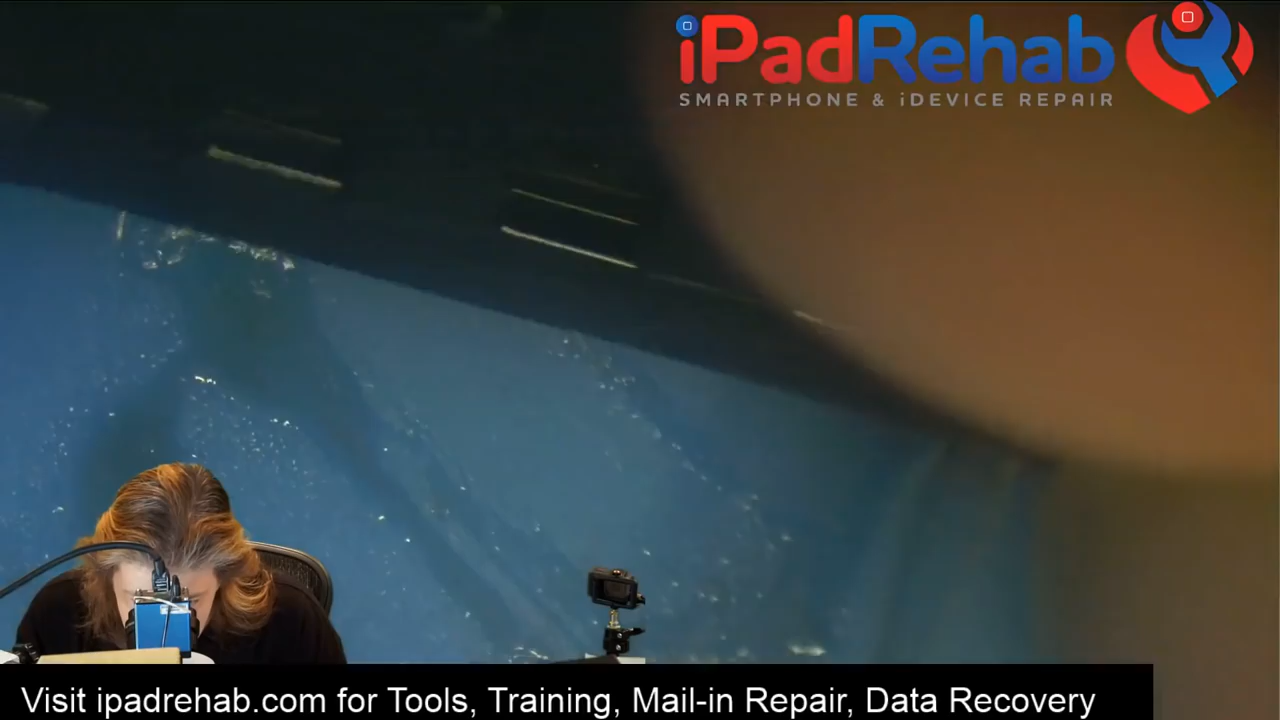 iPadRehab
SMARTPHONE & iDEVICE REPAIR
Visit ipadrehab.com for Tools, Training, Mail-in Repair, Data Recovery